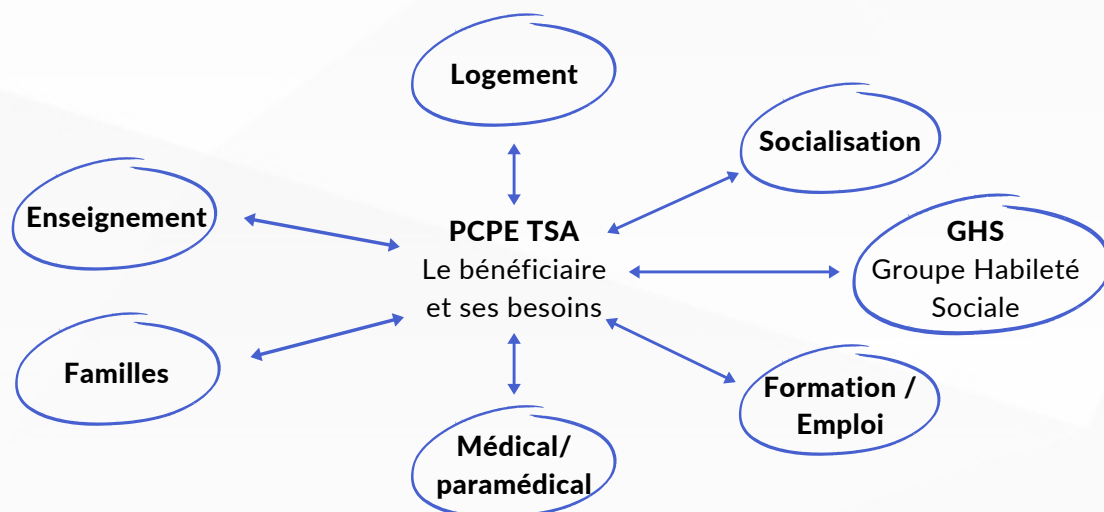 Logement
Socialisation
Enseignement
PCPE TSA
Le bénéficiaire
et ses besoins
GHS
Groupe Habileté
Sociale
Familles
Formation /
Emploi
Médical/
paramédical